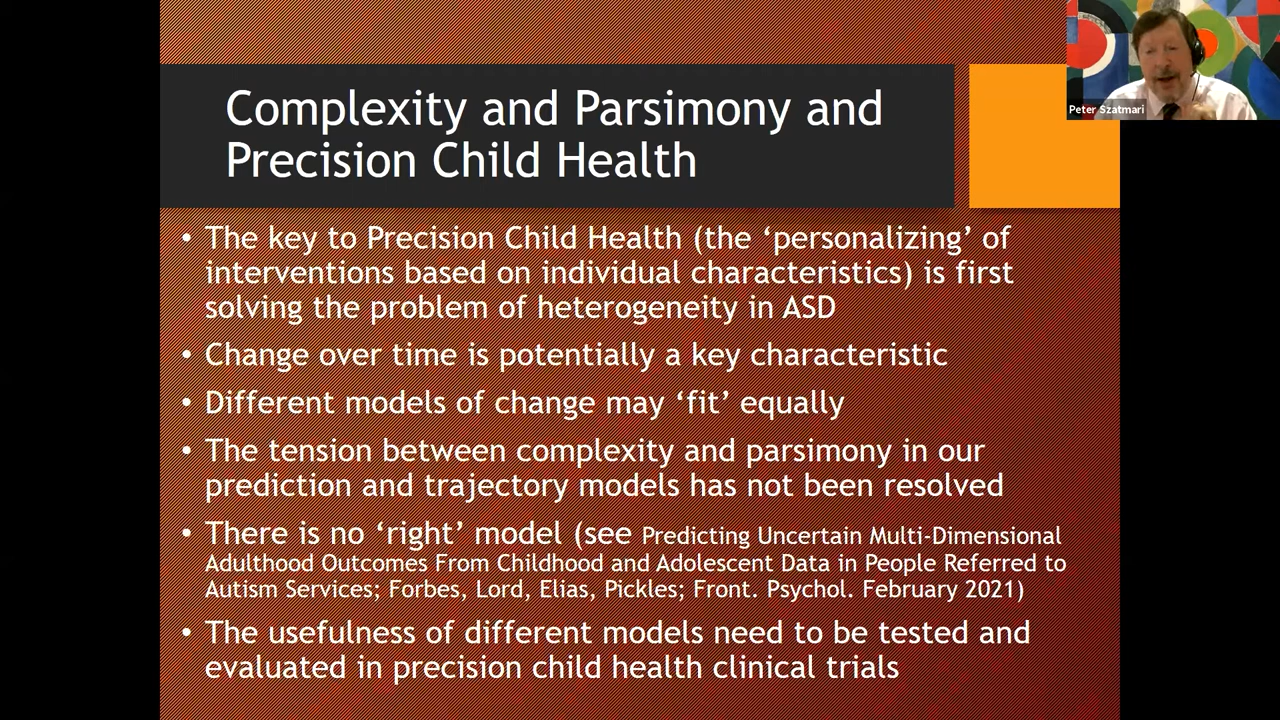 Complexity and Parsimony and
Precision Child Health
Peter Szatmari
• The key to Precision Child Health (the ‘personalizing’ of
interventions based on individual characteristics) is first
solving the problem of heterogeneity in ASD
• Change over time is potentially a key characteristic
• Different models of change may ‘fit’ equally
• The tension between complexity and parsimony in our
prediction and trajectory models has not been resolved
• There is no ‘right’ model (see Predicting Uncertain Multi-Dimensional
Adulthood Outcomes From Childhood and Adolescent Data in People Referred to
Autism Services; Forbes, Lord, Elias, Pickles; Front. Psychol. February 2021)
• The usefulness of different models need to be tested and
evaluated in precision child health clinical trials